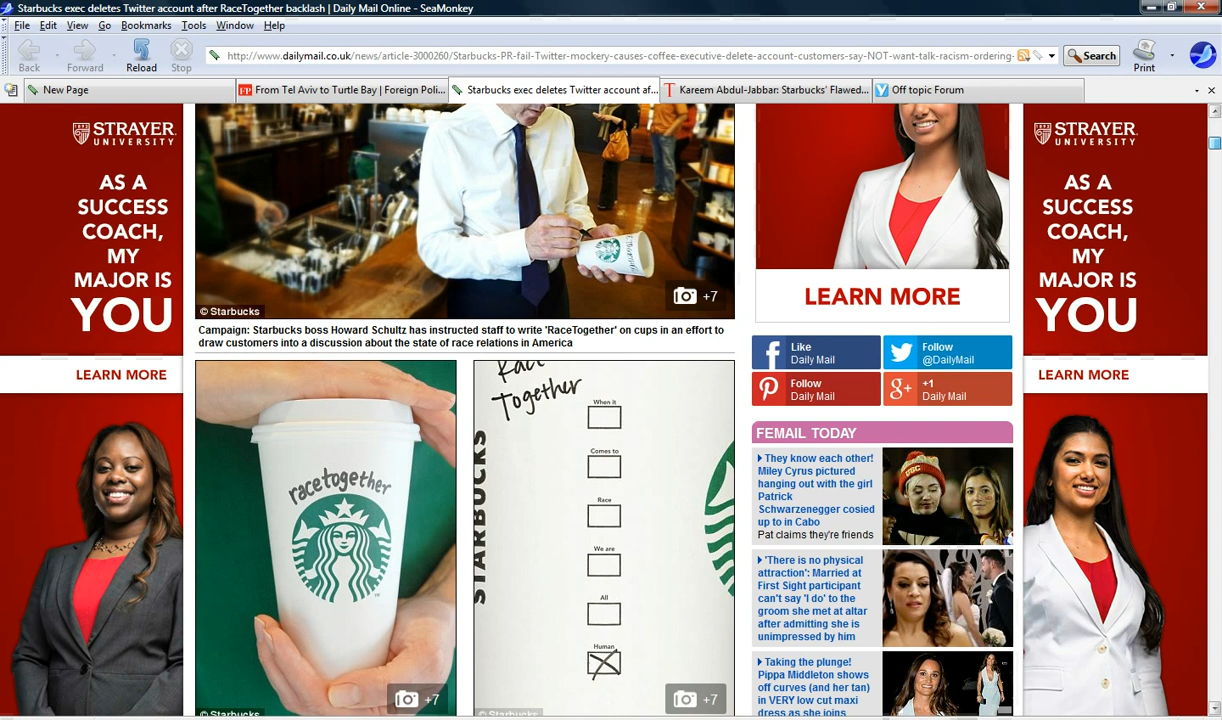 Starbucks exec deletes Twitter account after RaceTogether backlash | Daily Mail Online - SeaMonkey
File Edit View Go Bookmarks Tools Window Help
Back Forward Reload Stop
http://www.dailymail.co.uk/news/article-3000260/Starbucks-PR-fail-Twitter-mockery-causes-coffee-executive-delete-account-customers-say-NOT-want-talk-racism-ordering-
Search
Print
New Page
FP From Tel Aviv to Turtle Bay | Foreign Poli...
Starbucks exec deletes Twitter account af...
T Kareem Abdul-Jabbar: Starbucks' Flawed...
Off topic Forum
STRAYER
UNIVERSITY
AS A
SUCCESS
COACH,
MY
MAJOR IS
YOU
LEARN MORE
+7
© Starbucks
Campaign: Starbucks boss Howard Schultz has instructed staff to write 'RaceTogether' on cups in an effort to
draw customers into a discussion about the state of race relations in America
racetogether
+7
© Starbucks
Race
Together
STARBUCKS
When it
Comes to
Race
We are
All
Human
+7
© Starbucks
LEARN MORE
Like
Daily Mail
Follow
@DailyMail
Follow
Daily Mail
+1
Daily Mail
FEMAIL TODAY
They know each other!
Miley Cyrus pictured
hanging out with the girl
Patrick
Schwarzenegger cosied
up to in Cabo
Pat claims they're friends
'There is no physical
attraction': Married at
First Sight participant
can't say 'I do' to the
groom she met at altar
after admitting she is
unimpressed by him
Taking the plunge!
Pippa Middleton shows
off curves (and her tan)
in VERY low cut maxi
dress as she joins
STRAYER
UNIVERSITY
AS A
SUCCESS
COACH,
MY
MAJOR IS
YOU
LEARN MORE